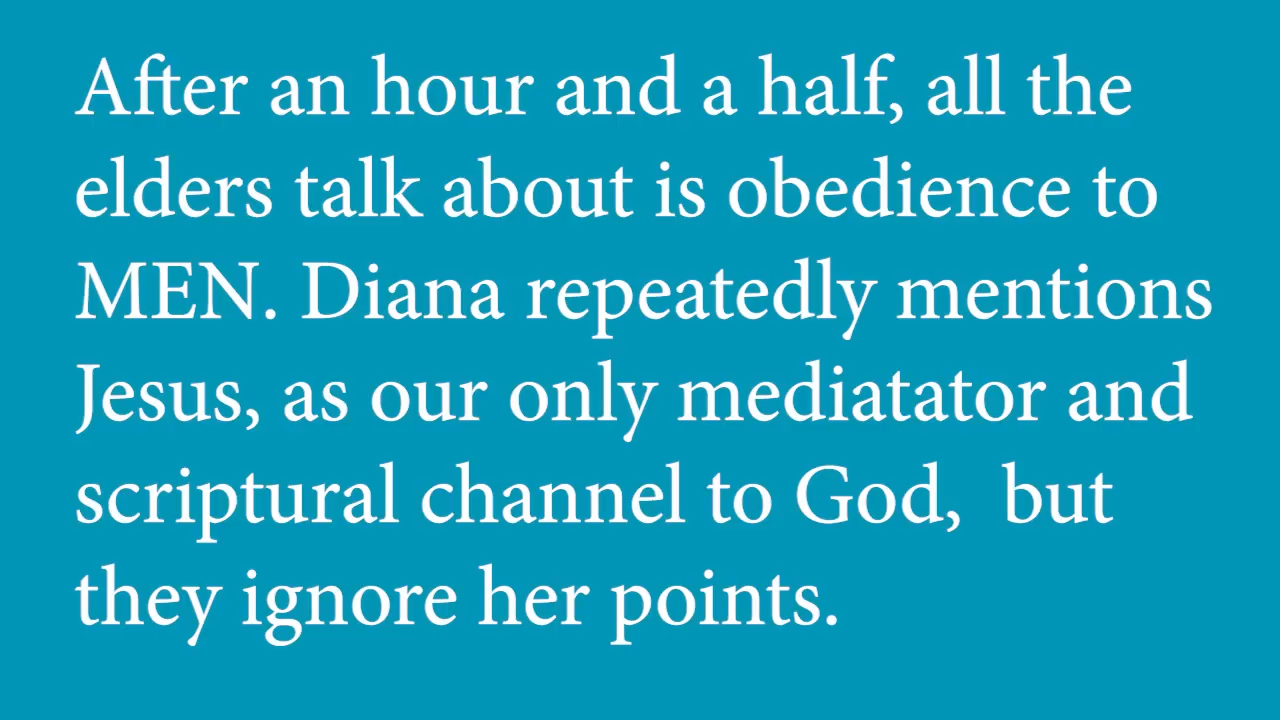 After an hour and a half, all the
elders talk about is obedience to
MEN. Diana repeatedly mentions
Jesus, as our only mediatator and
scriptural channel to God,  but
they ignore her points.